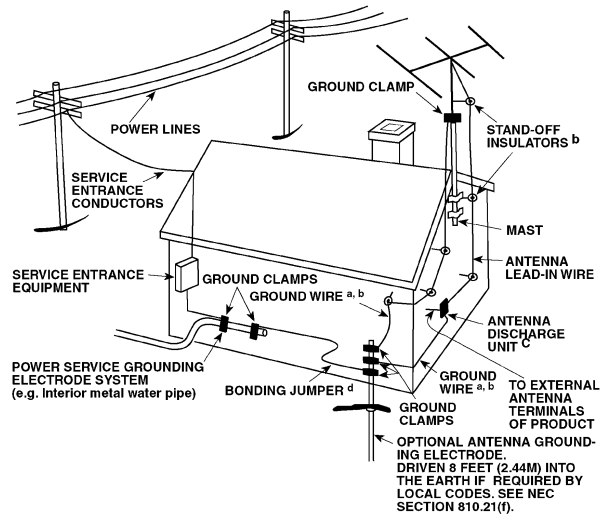 GROUND CLAMP
POWER LINES
STAND-OFF
INSULATORS b
SERVICE
ENTRANCE
CONDUCTORS
MAST
ANTENNA
LEAD-IN WIRE
SERVICE ENTRANCE
EQUIPMENT
GROUND CLAMPS
GROUND WIRE a, b
ANTENNA
DISCHARGE
UNIT C
POWER SERVICE GROUNDING
ELECTRODE SYSTEM
(e.g. Interior metal water pipe)
BONDING JUMPER d
GROUND
WIRE a, b
GROUND
CLAMPS
TO EXTERNAL
ANTENNA
TERMINALS
OF PRODUCT
OPTIONAL ANTENNA GROUND-
ING ELECTRODE.
DRIVEN 8 FEET (2.44M) INTO
THE EARTH IF REQUIRED BY
LOCAL CODES. SEE NEC
SECTION 810.21(f).